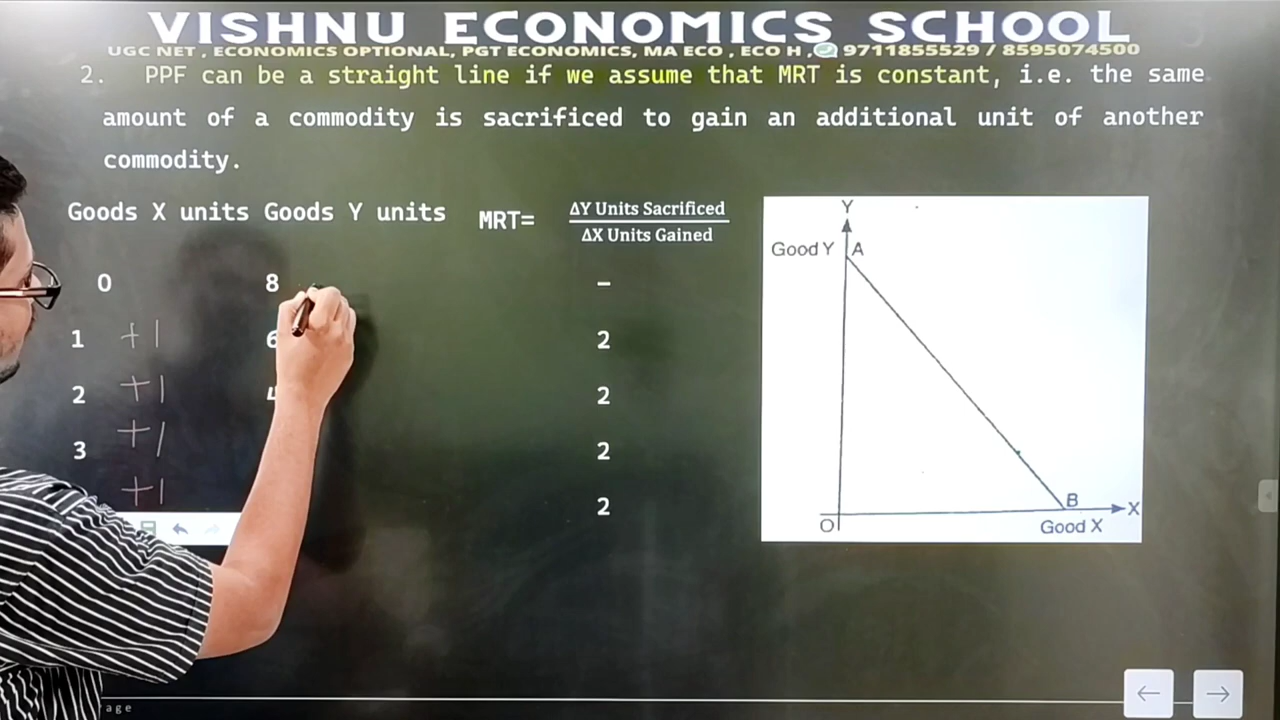 VISHNU ECONOMICS SCHOOL
UGC NET , ECONOMICS OPTIONAL, PGT ECONOMICS, MA ECO , ECO H , 9711855529 / 8595074500
2. PPF can be a straight line if we assume that MRT is constant, i.e. the same
amount of a commodity is sacrificed to gain an additional unit of another
commodity.
Goods X units Goods Y units MRT= ΔY Units Sacrificed
ΔX Units Gained
0 8 –
1 +1 6 2
2 +1 4 2
3 +1 2
+1 2
Y
Good Y A
B
X
O Good X